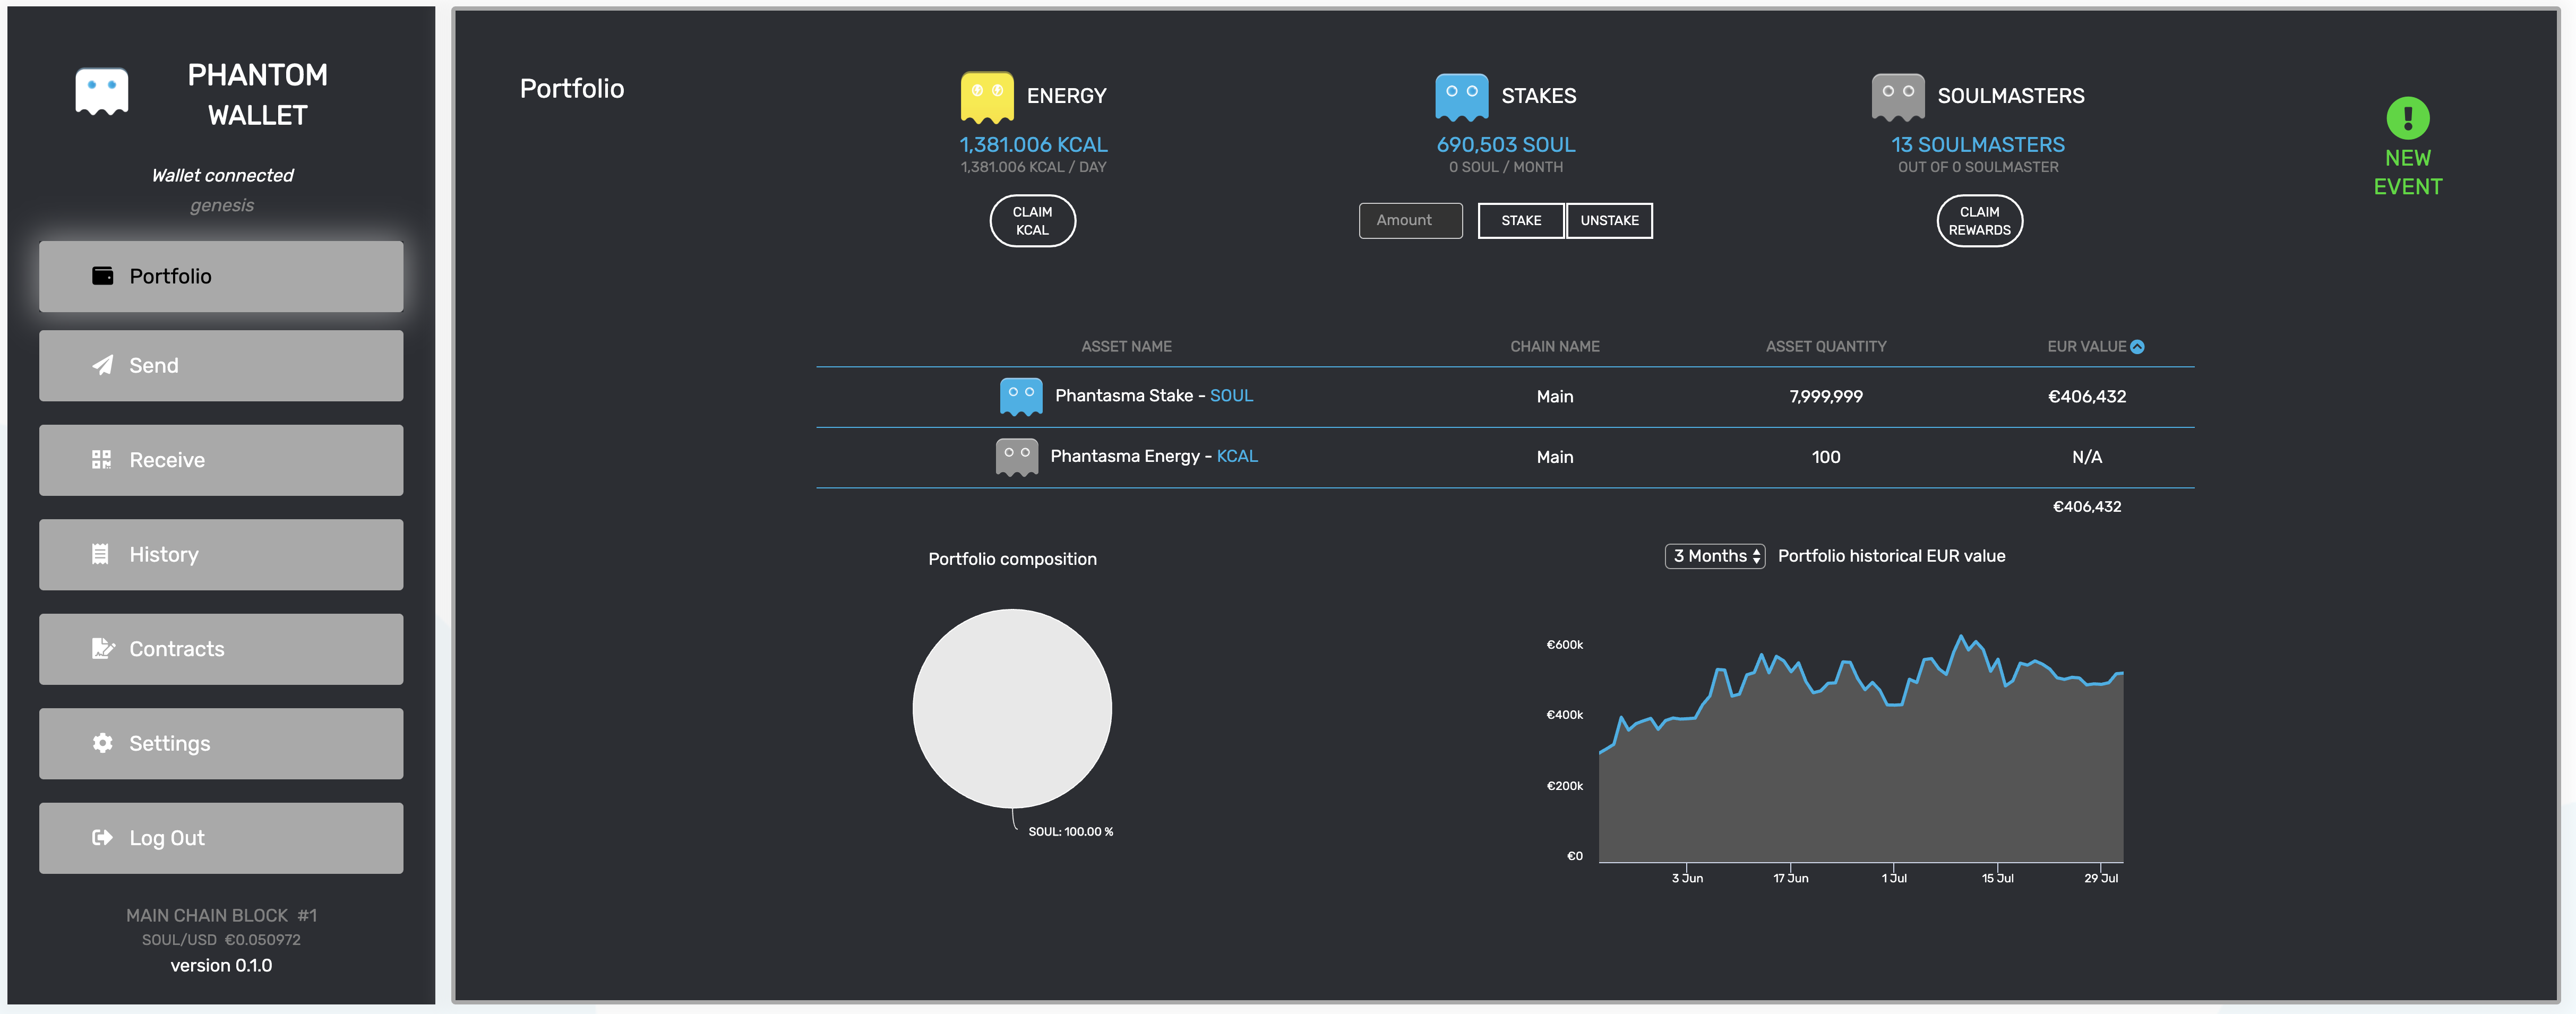 PHANTOM
WALLET
Wallet connected
genesis
Portfolio
Send
Receive
History
Contracts
Settings
Log Out
MAIN CHAIN BLOCK #1
SOUL/USD €0.050972
version 0.1.0
Portfolio
ENERGY
1,381.006 KCAL
1,381.006 KCAL / DAY
CLAIM
KCAL
STAKES
690,503 SOUL
0 SOUL / MONTH
Amount
STAKE
UNSTAKE
SOULMASTERS
13 SOULMASTERS
OUT OF 0 SOULMASTER
CLAIM
REWARDS
NEW
EVENT
ASSET NAME CHAIN NAME ASSET QUANTITY EUR VALUE
Phantasma Stake - SOUL Main 7,999,999 €406,432
Phantasma Energy - KCAL Main 100 N/A
€406,432
Portfolio composition
SOUL: 100.00 %
3 Months Portfolio historical EUR value
€600k
€400k
€200k
€0
3 Jun 17 Jun 1 Jul 15 Jul 29 Jul